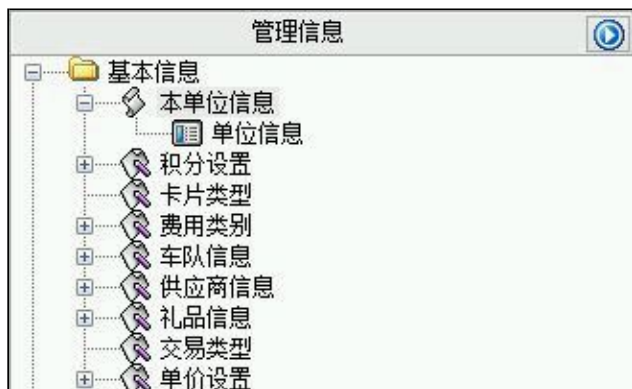 管理信息
基本信息
本单位信息
单位信息
积分设置
卡片类型
费用类别
车队信息
供应商信息
礼品信息
交易类型
单价设置